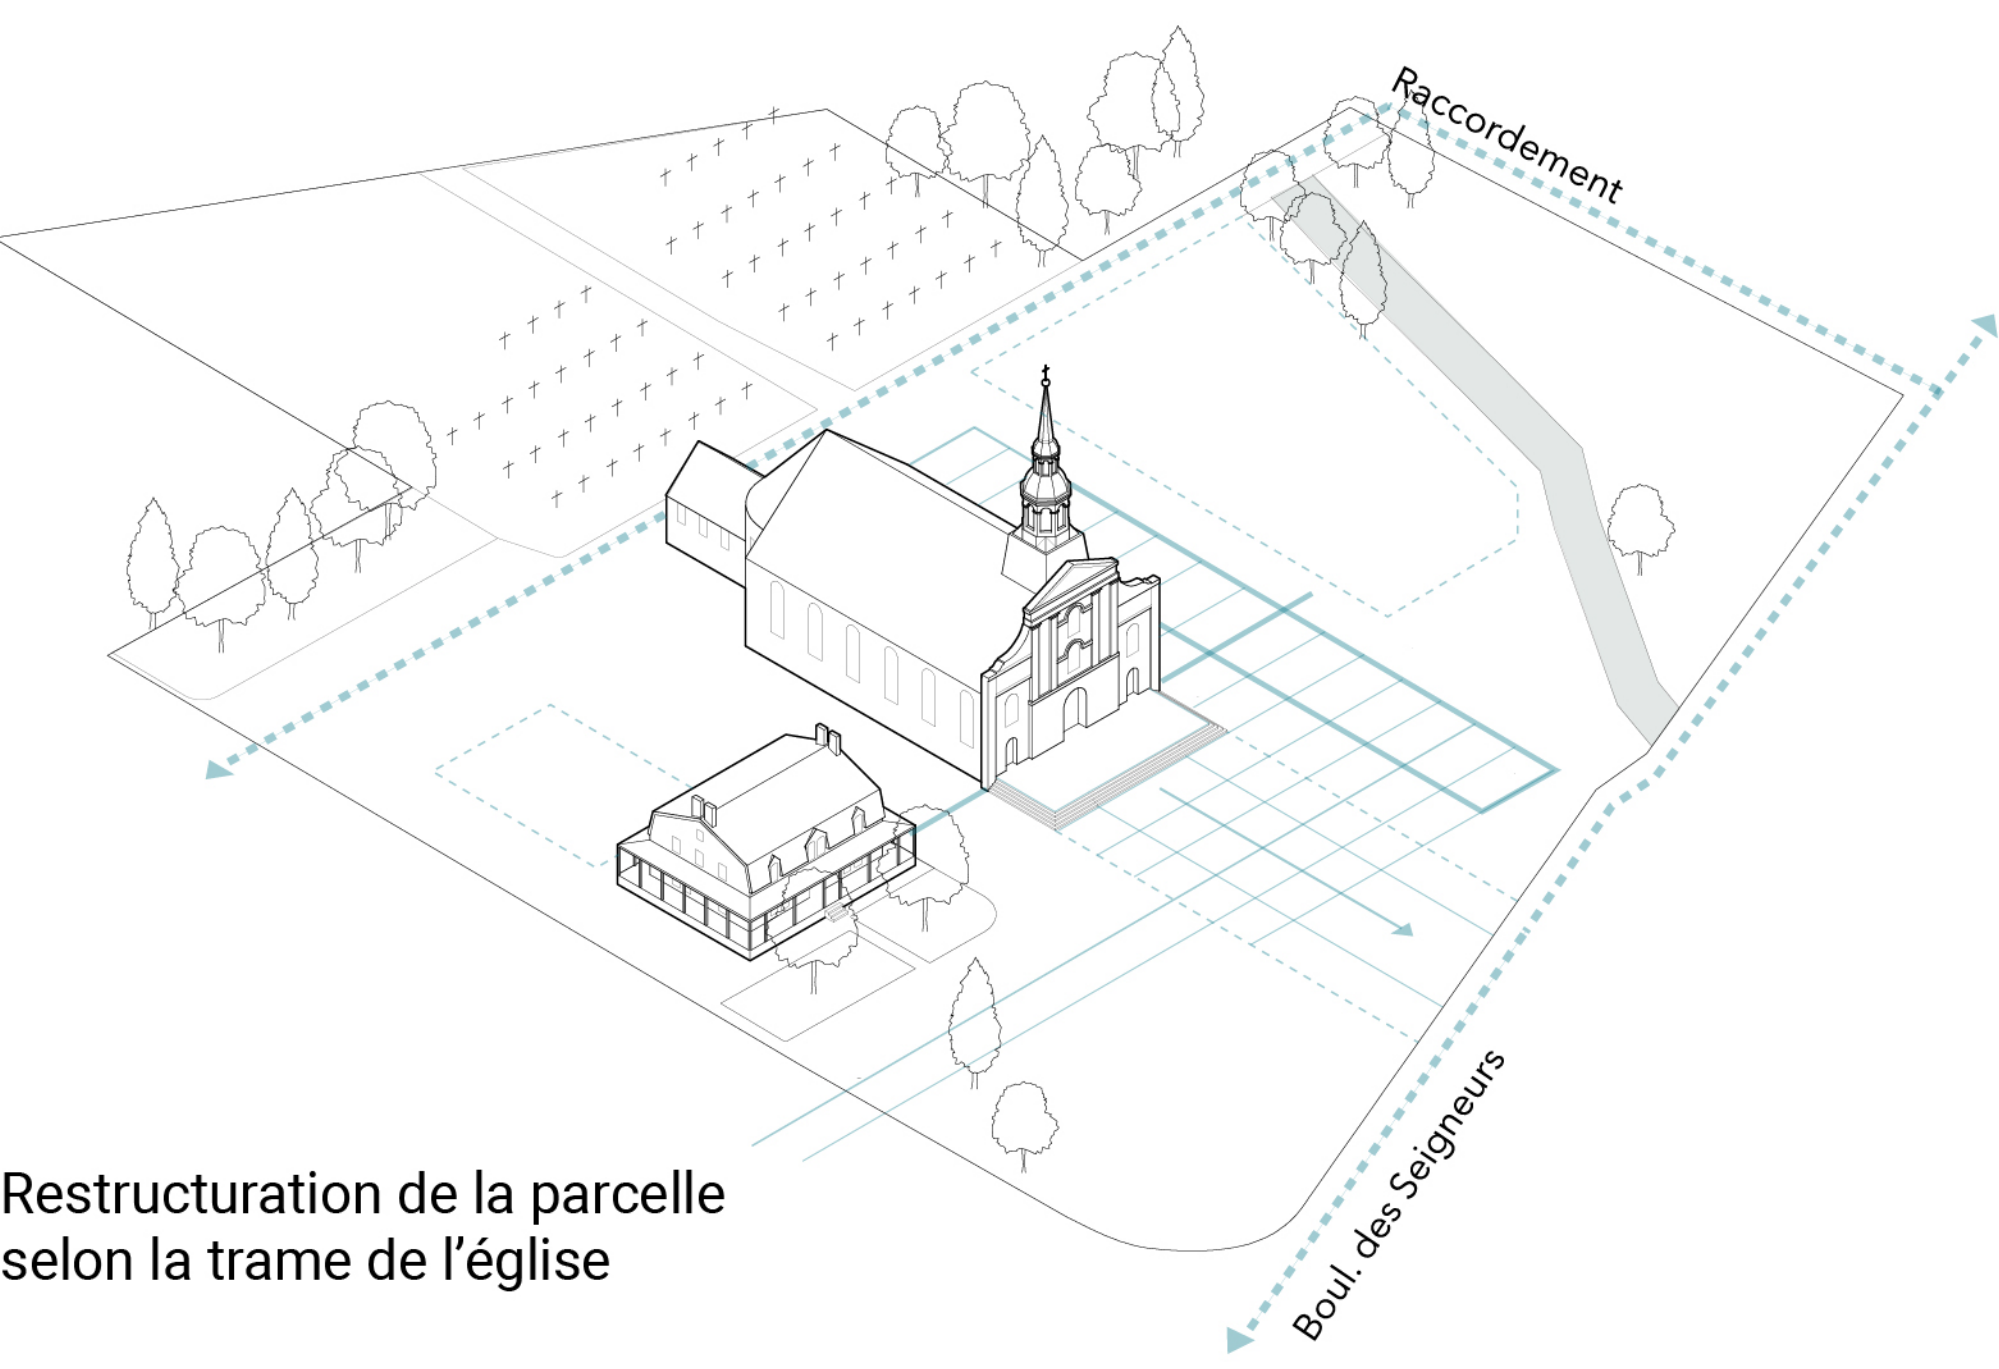 Raccordement
Boul. des Seigneurs
Restructuration de la parcelle
selon la trame de l’église